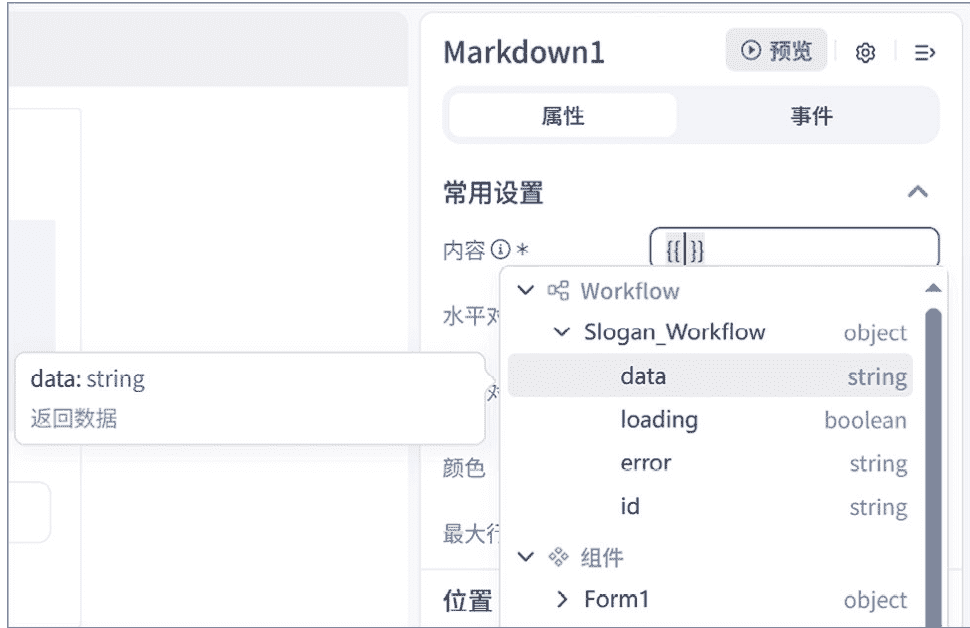 Markdown1 预览
属性 事件
常用设置
内容 * {{}}
Workflow
水平对
Slogan_Workflow object
data: string
返回数据
data string
对
loading boolean
颜色
error string
id string
最大行
组件
位置
Form1 object